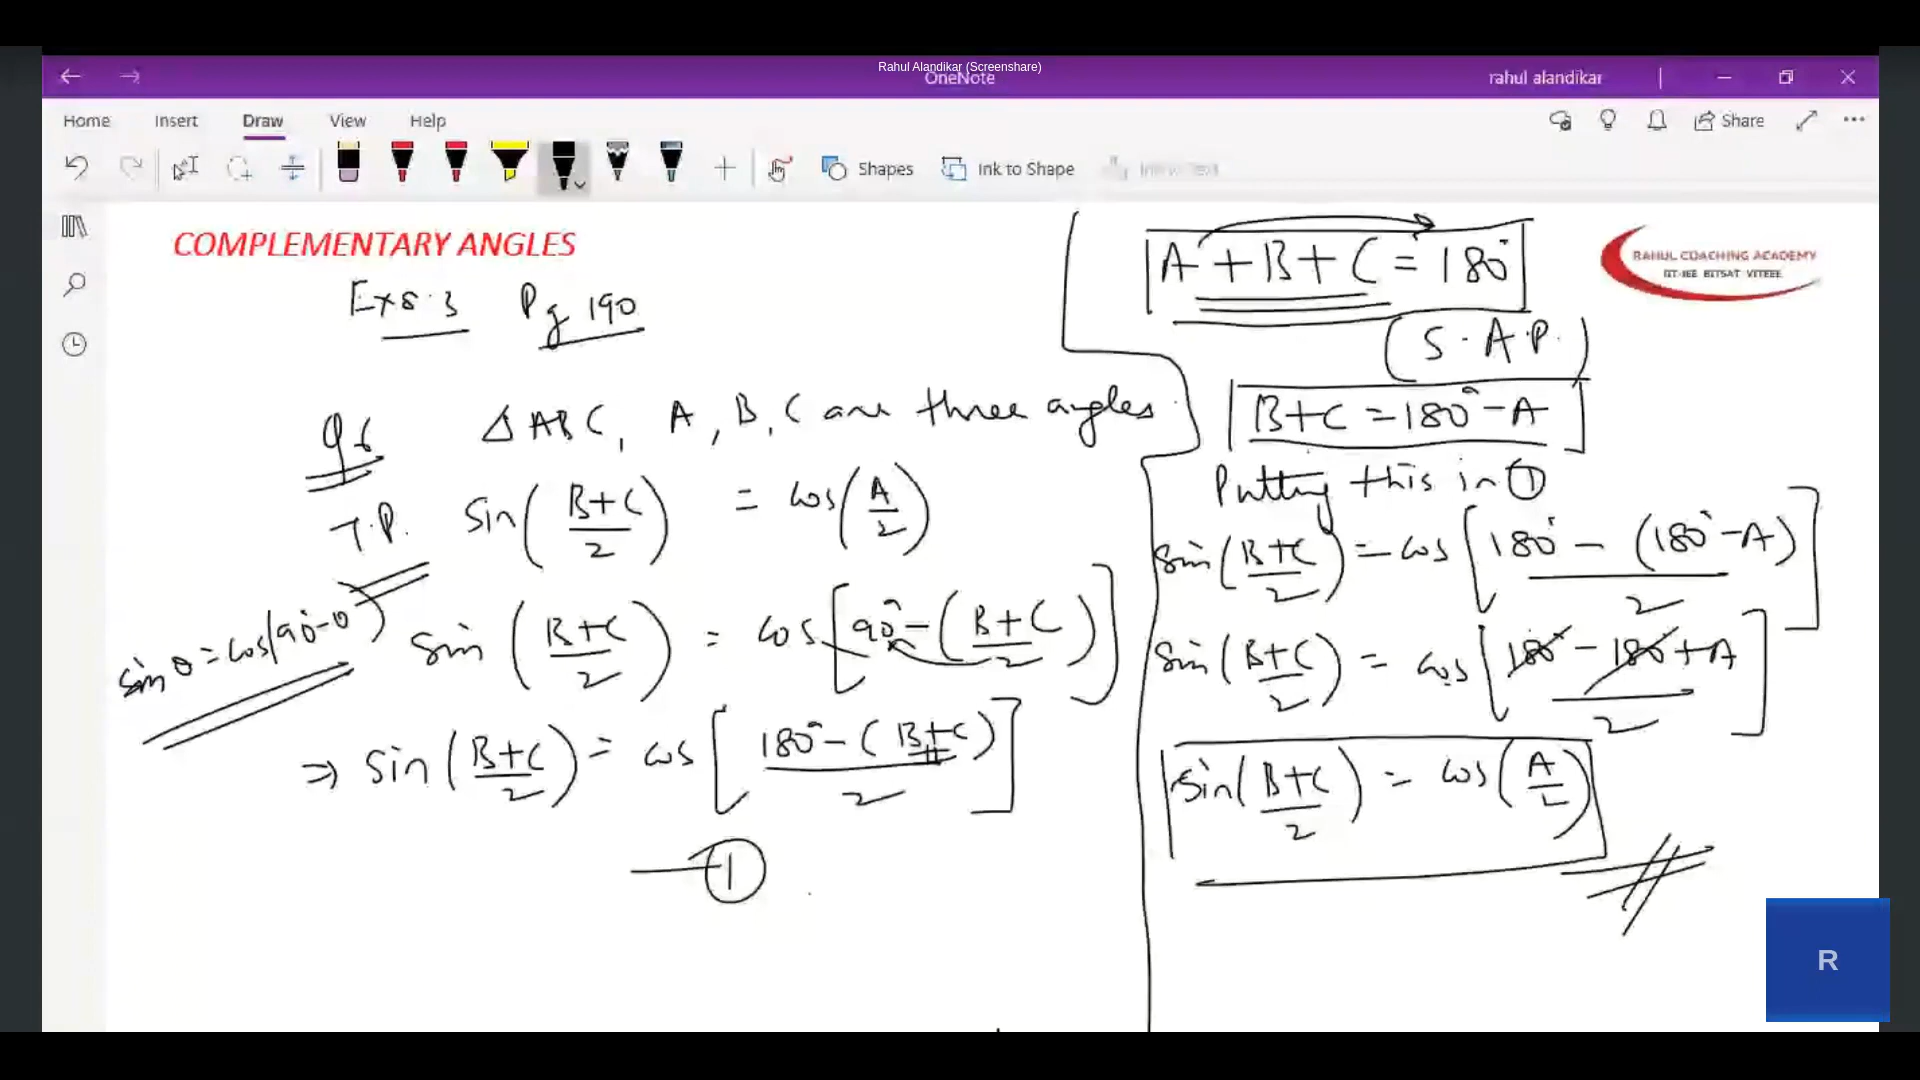 Rahul Alandikar (Screenshare)
OneNote
rahul alandikar
Home Insert Draw View Help
Share
Shapes Ink to Shape Ink to Text
COMPLEMENTARY ANGLES
Ex 8.3 Pg 190
Q6 Δ ABC, A, B, C are three angles
T.P. sin((B+C)/2) = cos(A/2)
sin θ = cos(90°-θ)
sin((B+C)/2) = cos[90° - ((B+C)/2)]
⇒ sin((B+C)/2) = cos[(180° - (B+C))/2]
— ①
A + B + C = 180°
(S.A.P.)
B+C = 180° - A
Putting this in ①
sin((B+C)/2) = cos[(180° - (180° - A))/2]
sin((B+C)/2) = cos[(180° - 180° + A)/2]
sin((B+C)/2) = cos(A/2)
RAHUL COACHING ACADEMY
IIT-JEE BITSAT VITEEE
R